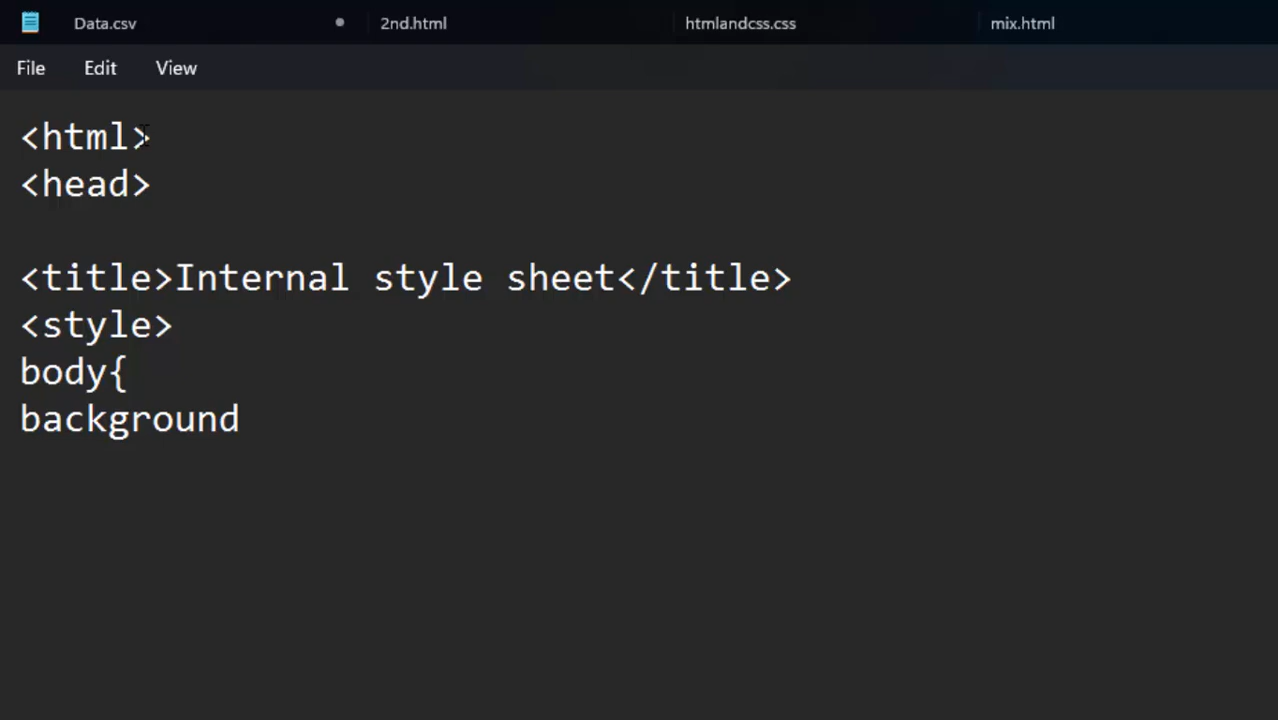 Data.csv 2nd.html htmlandcss.css mix.html
File Edit View
<html>
<head>
<title>Internal style sheet</title>
<style>
body{
background